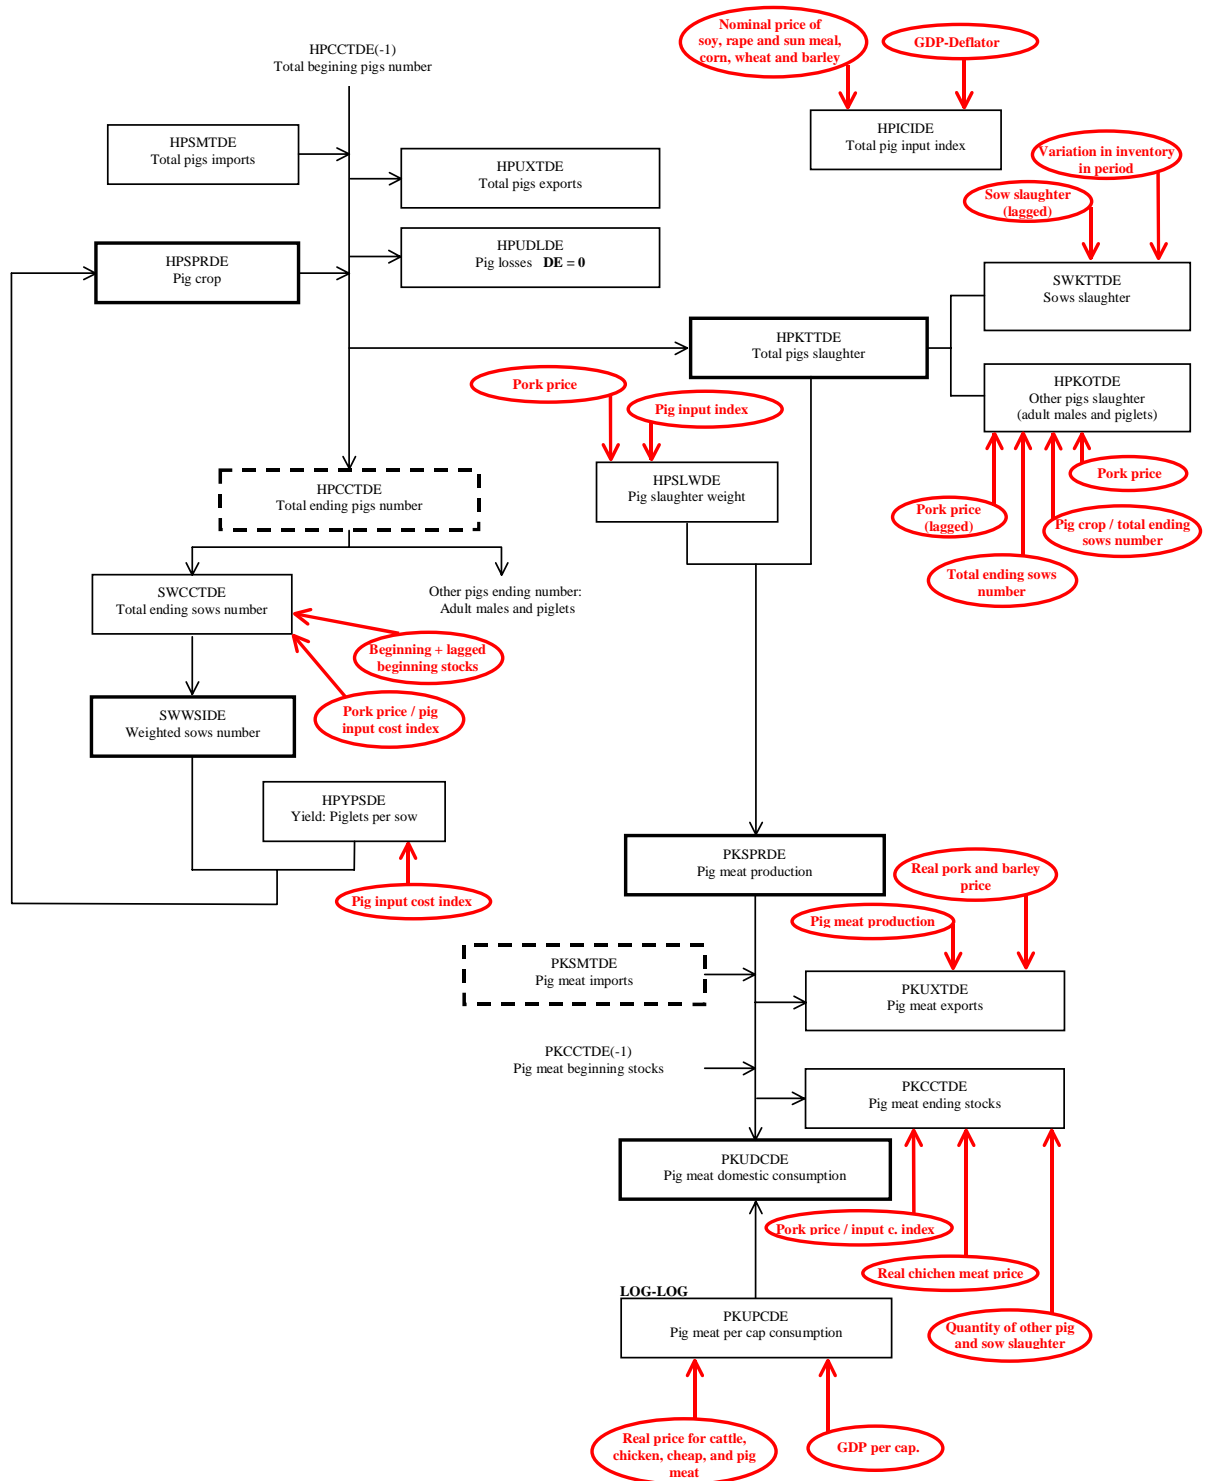 Nominal price of
soy, rape and sun meal,
corn, wheat and barley
GDP-Deflator
HPCCTDE(-1)
Total begining pigs number
HPSMTDE
Total pigs imports
HPICIDE
Total pig input index
HPUXTDE
Total pigs exports
Variation in inventory
in period
Sow slaughter
(lagged)
HPUDLDE
Pig losses DE = 0
HPSPRDE
Pig crop
SWKTTDE
Sows slaughter
HPKTTDE
Total pigs slaughter
HPKOTDE
Other pigs slaughter
(adult males and piglets)
Pork price
Pig input index
HPSLWDE
Pig slaughter weight
Pork price
Pork price
(lagged)
Pig crop / total ending
sows number
Total ending sows
number
HPCCTDE
Total ending pigs number
SWCCTDE
Total ending sows number
Other pigs ending number:
Adult males and piglets
Beginning + lagged
beginning stocks
Pork price / pig
input cost index
SWWSIDE
Weighted sows number
HPYPSDE
Yield: Piglets per sow
Pig input cost index
PKSPRDE
Pig meat production
Real pork and barley
price
Pig meat production
PKSMTDE
Pig meat imports
PKUXTDE
Pig meat exports
PKCCTDE(-1)
Pig meat beginning stocks
PKCCTDE
Pig meat ending stocks
PKUDCDE
Pig meat domestic consumption
Pork price / input c. index
Real chichen meat price
Quantity of other pig
and sow slaughter
LOG-LOG
PKUPCDE
Pig meat per cap consumption
Real price for cattle,
chicken, cheap, and pig
meat
GDP per cap.